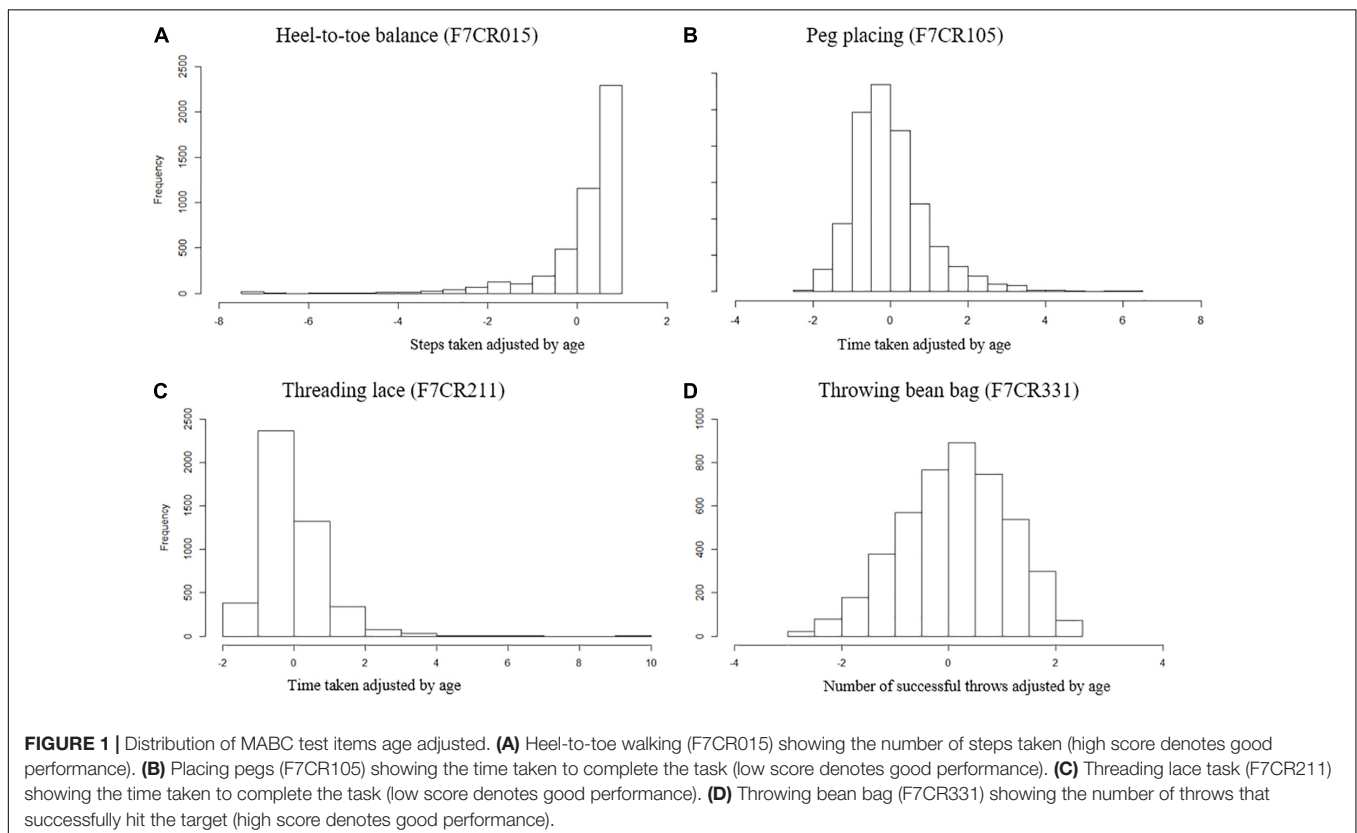 A Heel-to-toe balance (F7CR015)
Frequency
0 500 1000 1500 2000 2500
-8 -6 -4 -2 0 2
Steps taken adjusted by age
B Peg placing (F7CR105)
-4 -2 0 2 4 6 8
Time taken adjusted by age
C Threading lace (F7CR211)
Frequency
0 500 1000 1500 2000 2500
-2 0 2 4 6 8 10
Time taken adjusted by age
D Throwing bean bag (F7CR331)
0 200 400 600 800 1000
-4 -2 0 2 4
Number of successful throws adjusted by age
FIGURE 1 | Distribution of MABC test items age adjusted. (A) Heel-to-toe walking (F7CR015) showing the number of steps taken (high score denotes good
performance). (B) Placing pegs (F7CR105) showing the time taken to complete the task (low score denotes good performance). (C) Threading lace task (F7CR211)
showing the time taken to complete the task (low score denotes good performance). (D) Throwing bean bag (F7CR331) showing the number of throws that
successfully hit the target (high score denotes good performance).